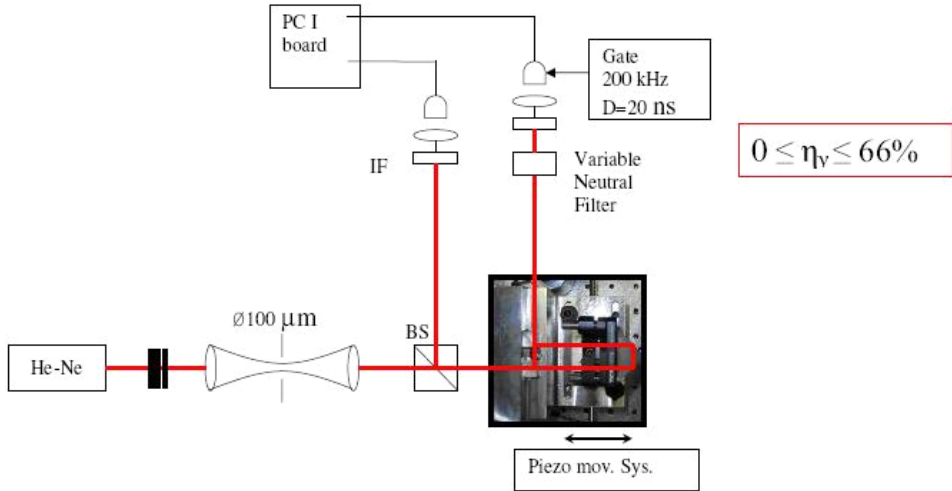 PC I
board
Gate
200 kHz
D=20 ns
0 ≤ η_γ ≤ 66%
IF
Variable
Neutral
Filter
Ø100 μm
BS
He-Ne
Piezo mov. Sys.